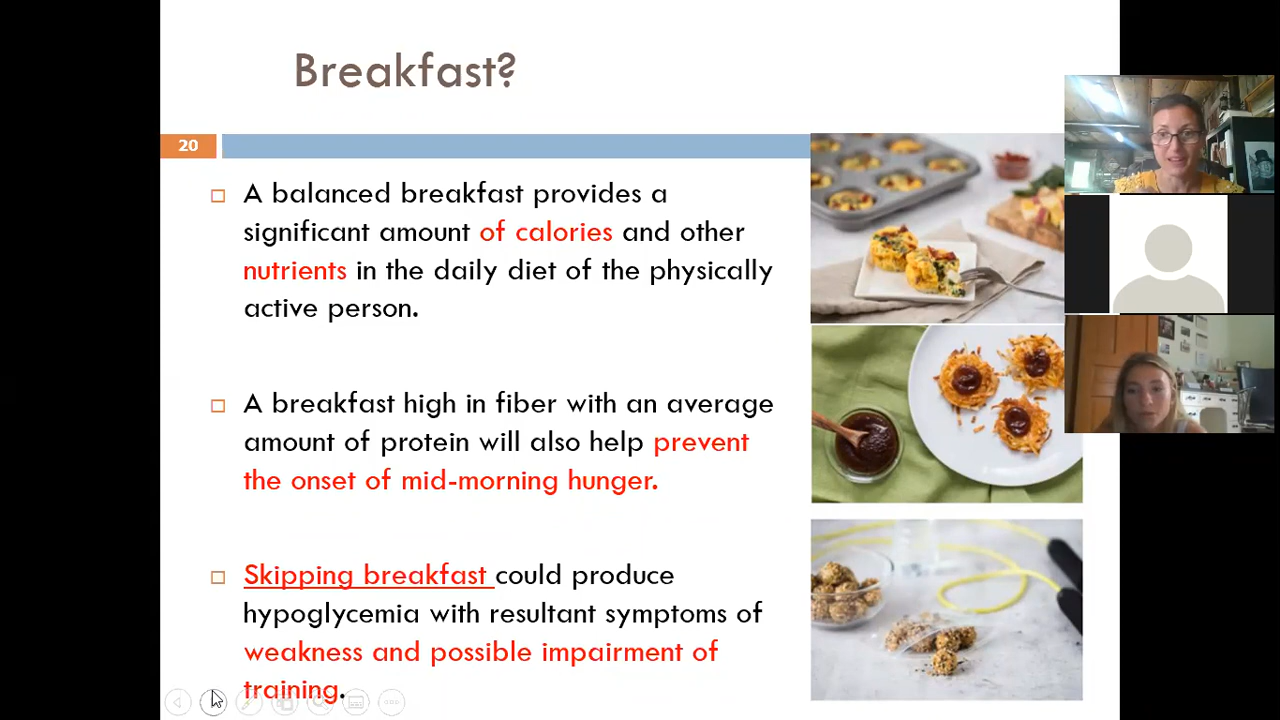 Breakfast?
20
A balanced breakfast provides a
significant amount of calories and other
nutrients in the daily diet of the physically
active person.
A breakfast high in fiber with an average
amount of protein will also help prevent
the onset of mid-morning hunger.
Skipping breakfast could produce
hypoglycemia with resultant symptoms of
weakness and possible impairment of
training.